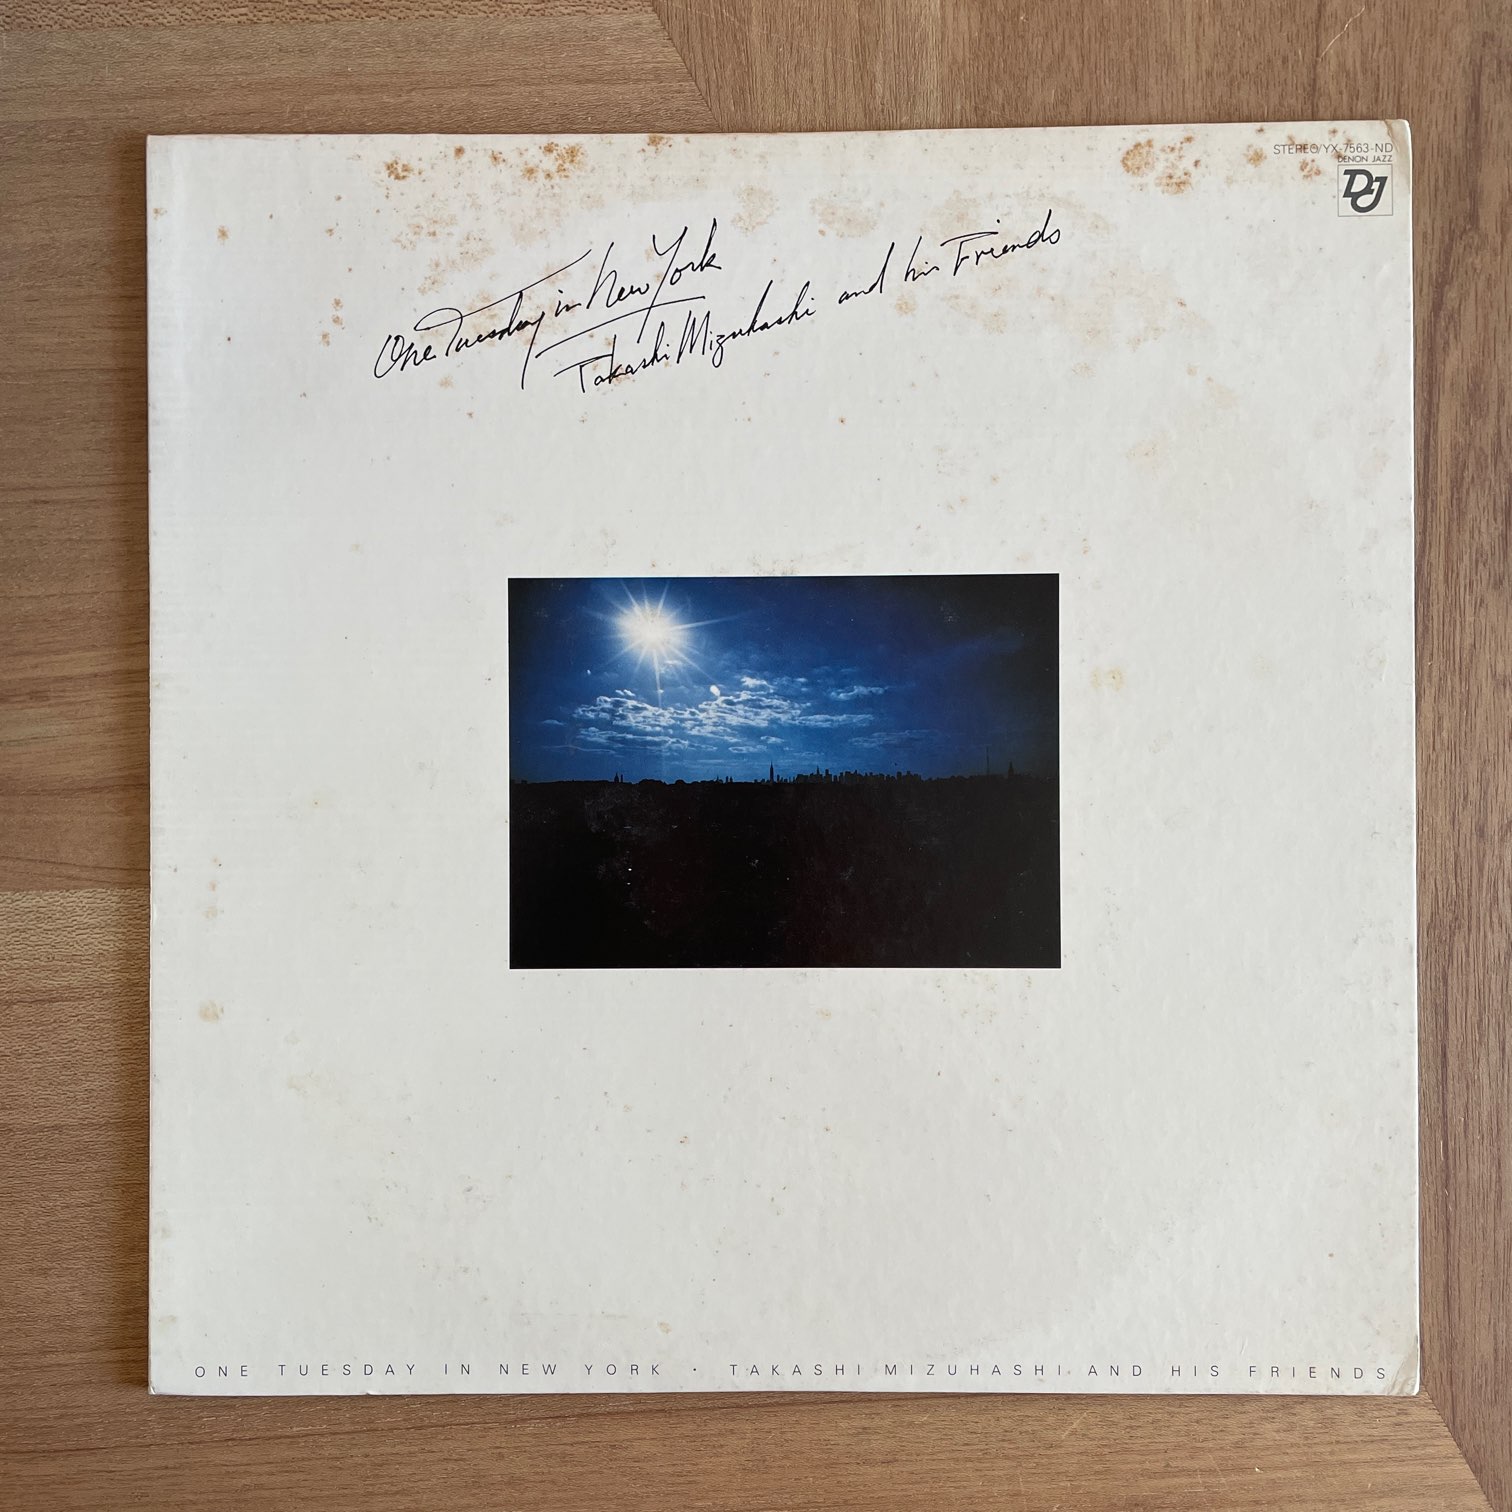 STEREO/YX-7563-ND
DENON JAZZ
DJ
One Tuesday in New York
Takashi Mizuhashi and his Friends
ONE TUESDAY IN NEW YORK · TAKASHI MIZUHASHI AND HIS FRIENDS